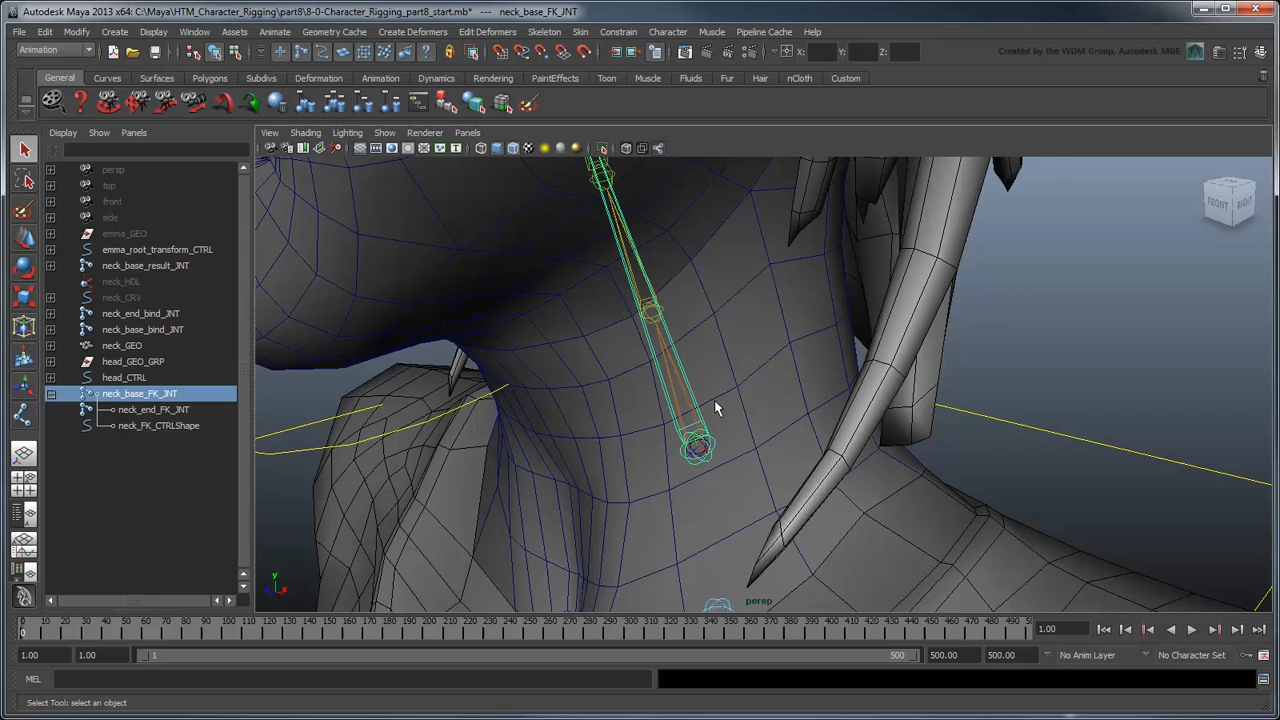 Autodesk Maya 2013 x64: C:\Maya\HTM_Character_Rigging\part8\8-0-Character_Rigging_part8_start.mb* --- neck_base_FK_JNT
File Edit Modify Create Display Window Assets Animate Geometry Cache Create Deformers Edit Deformers Skeleton Skin Constrain Character Muscle Pipeline Cache Help
Animation X: Y: Z: Created by the WDM Group, Autodesk MBE
General Curves Surfaces Polygons Subdivs Deformation Animation Dynamics Rendering PaintEffects Toon Muscle Fluids Fur Hair nCloth Custom
Display Show Panels
View Shading Lighting Show Renderer Panels
persp
top
front
side
emma_GEO
emma_root_transform_CTRL
neck_base_result_JNT
neck_HDL
neck_CRV
neck_end_bind_JNT
neck_base_bind_JNT
neck_GEO
head_GEO_GRP
head_CTRL
neck_base_FK_JNT
neck_end_FK_JNT
neck_FK_CTRLShape
FRONT RIGHT
y
x
persp
0 10 20 30 40 50 60 70 80 90 100 110 120 130 140 150 160 170 180 190 200 210 220 230 240 250 260 270 280 290 300 310 320 330 340 350 360 370 380 390 400 410 420 430 440 450 460 470 480 490 50
0
1.00
1.00 1.00 1 500 500.00 500.00 No Anim Layer No Character Set
MEL
Select Tool: select an object